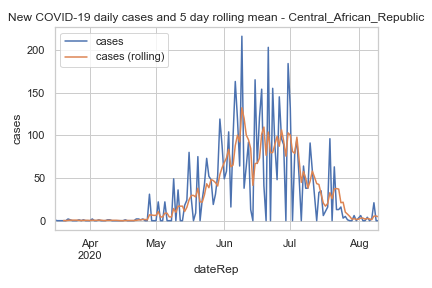 New COVID-19 daily cases and 5 day rolling mean - Central_African_Republic
cases
cases (rolling)
200
150
100
50
0
cases
Apr
2020
May
Jun
Jul
Aug
dateRep